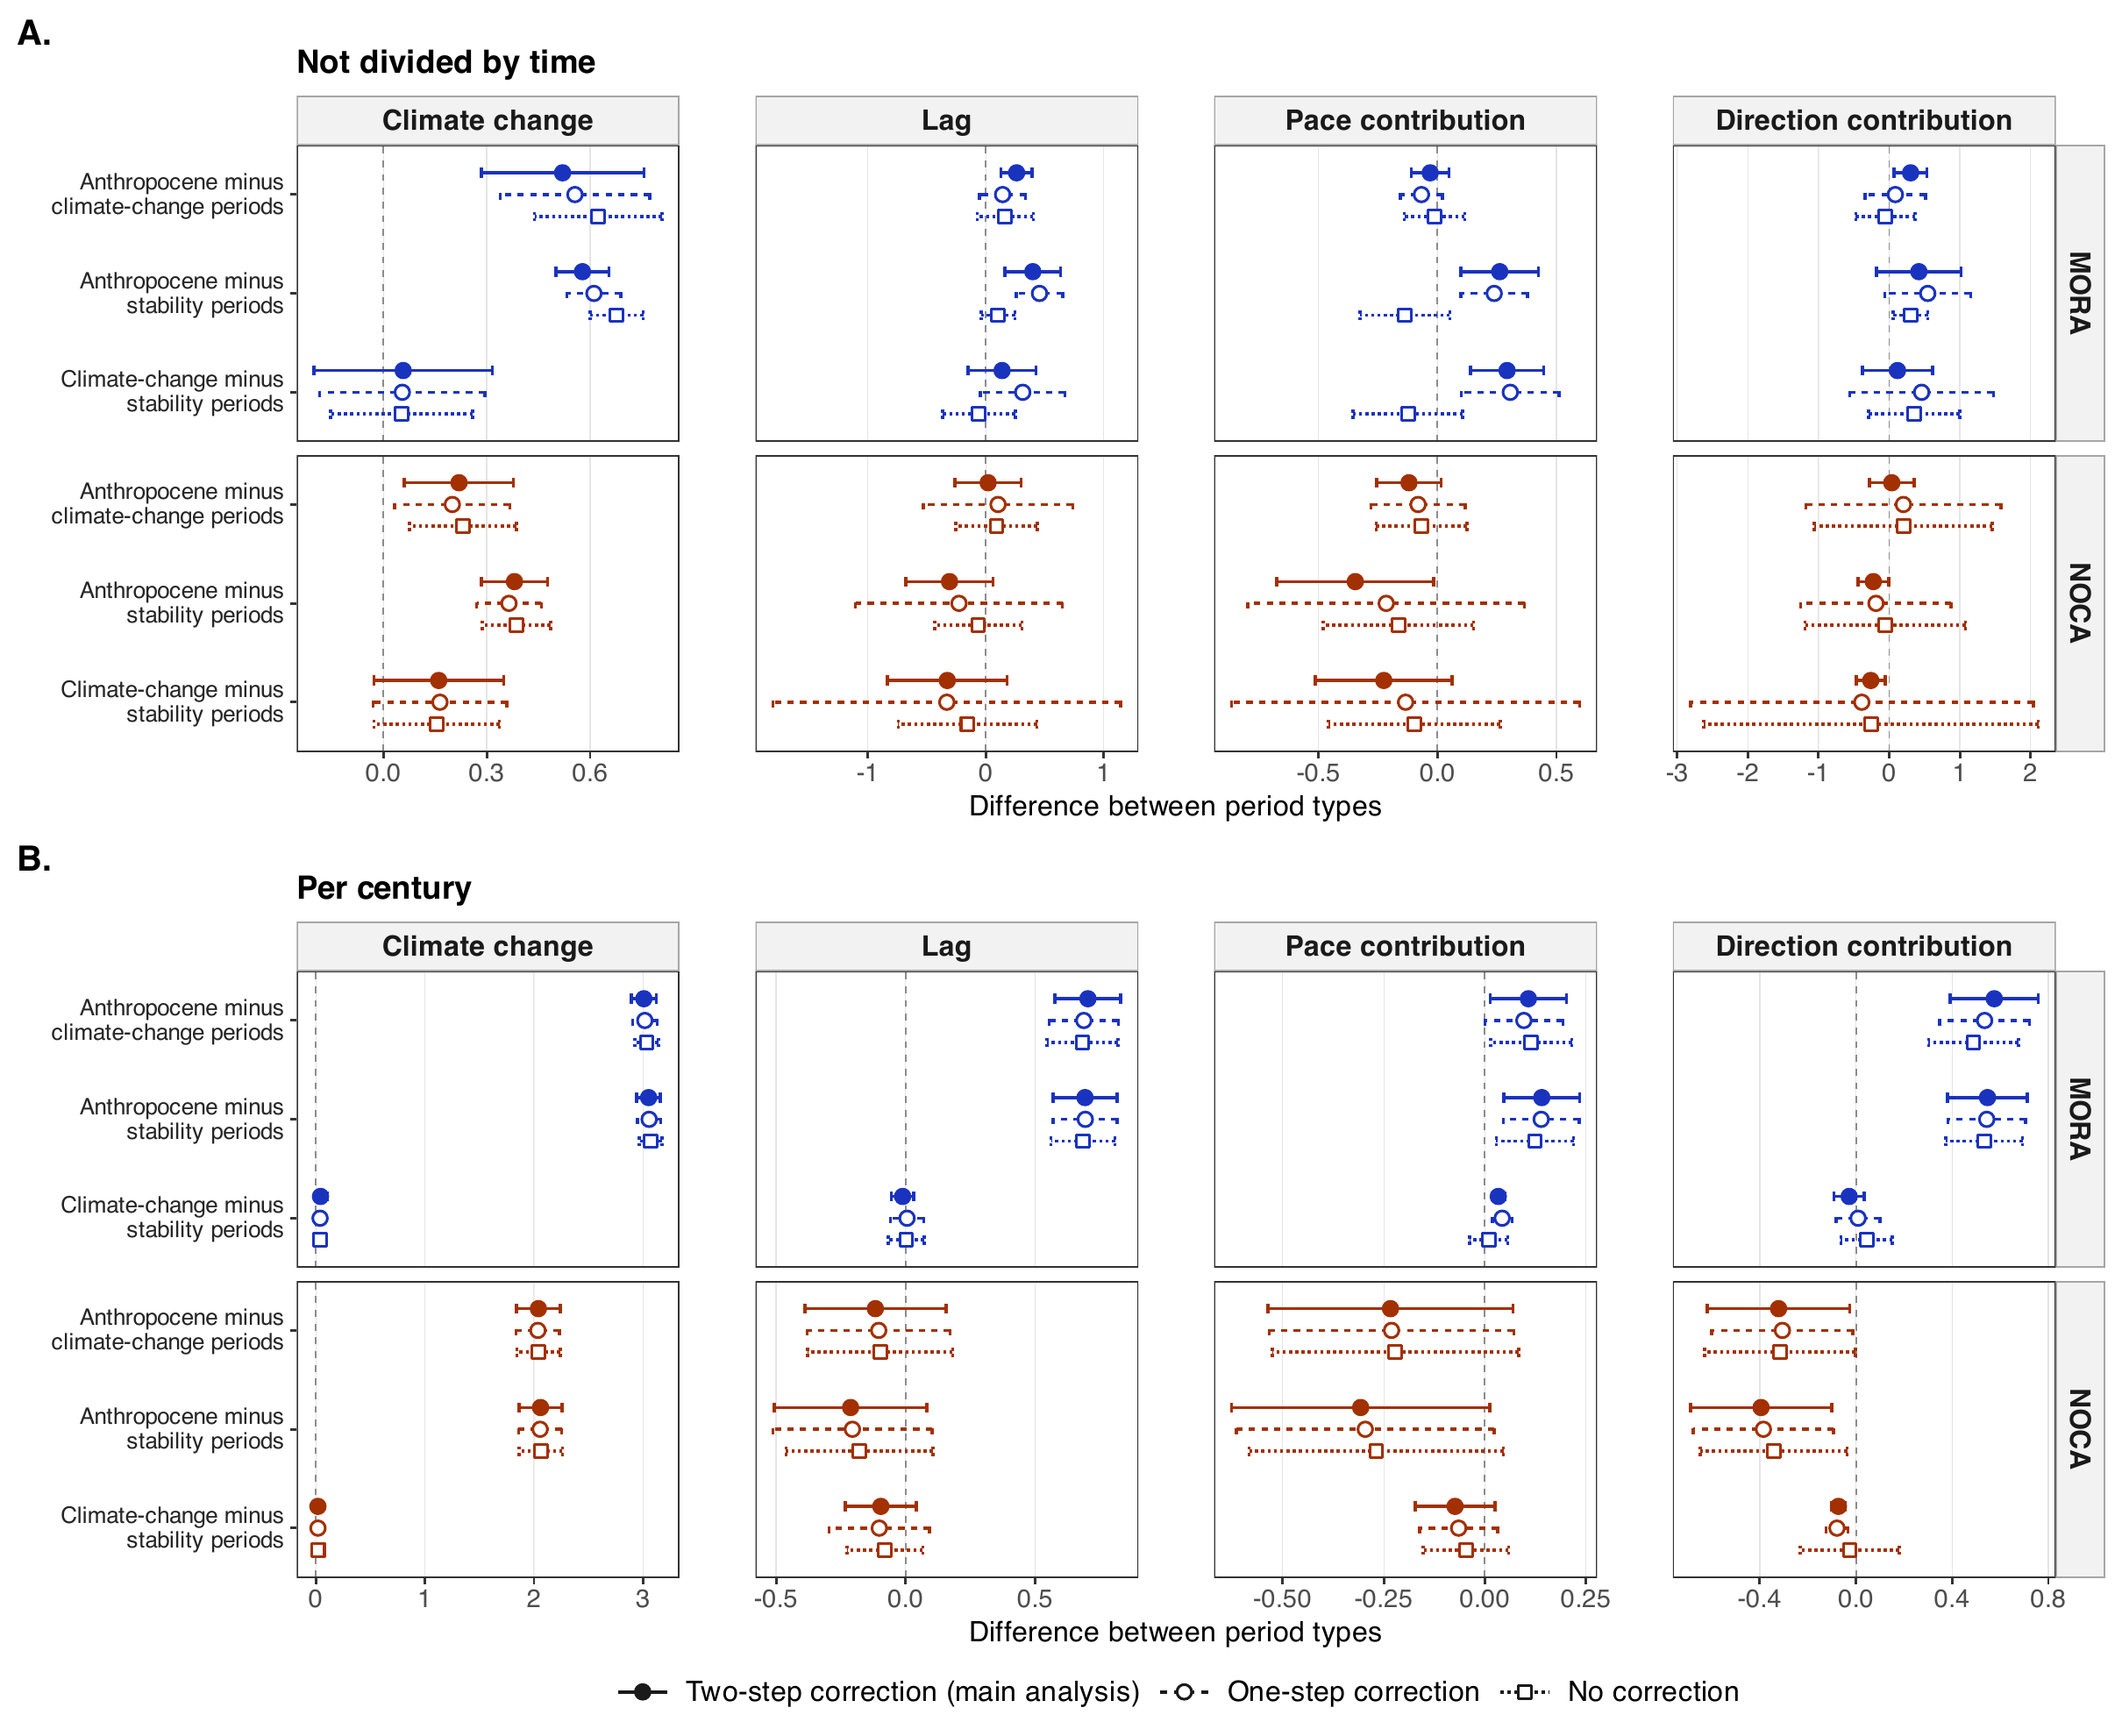 A.
Not divided by time
Climate change
Lag
Pace contribution
Direction contribution
Anthropocene minus
climate-change periods
Anthropocene minus
stability periods
Climate-change minus
stability periods
MORA
Anthropocene minus
climate-change periods
Anthropocene minus
stability periods
Climate-change minus
stability periods
NOCA
0.0 0.3 0.6
-1 0 1
-0.5 0.0 0.5
-3 -2 -1 0 1 2
Difference between period types
B.
Per century
Climate change
Lag
Pace contribution
Direction contribution
Anthropocene minus
climate-change periods
Anthropocene minus
stability periods
Climate-change minus
stability periods
MORA
Anthropocene minus
climate-change periods
Anthropocene minus
stability periods
Climate-change minus
stability periods
NOCA
0 1 2 3
-0.5 0.0 0.5
-0.50 -0.25 0.00 0.25
-0.4 0.0 0.4 0.8
Difference between period types
Two-step correction (main analysis) One-step correction No correction